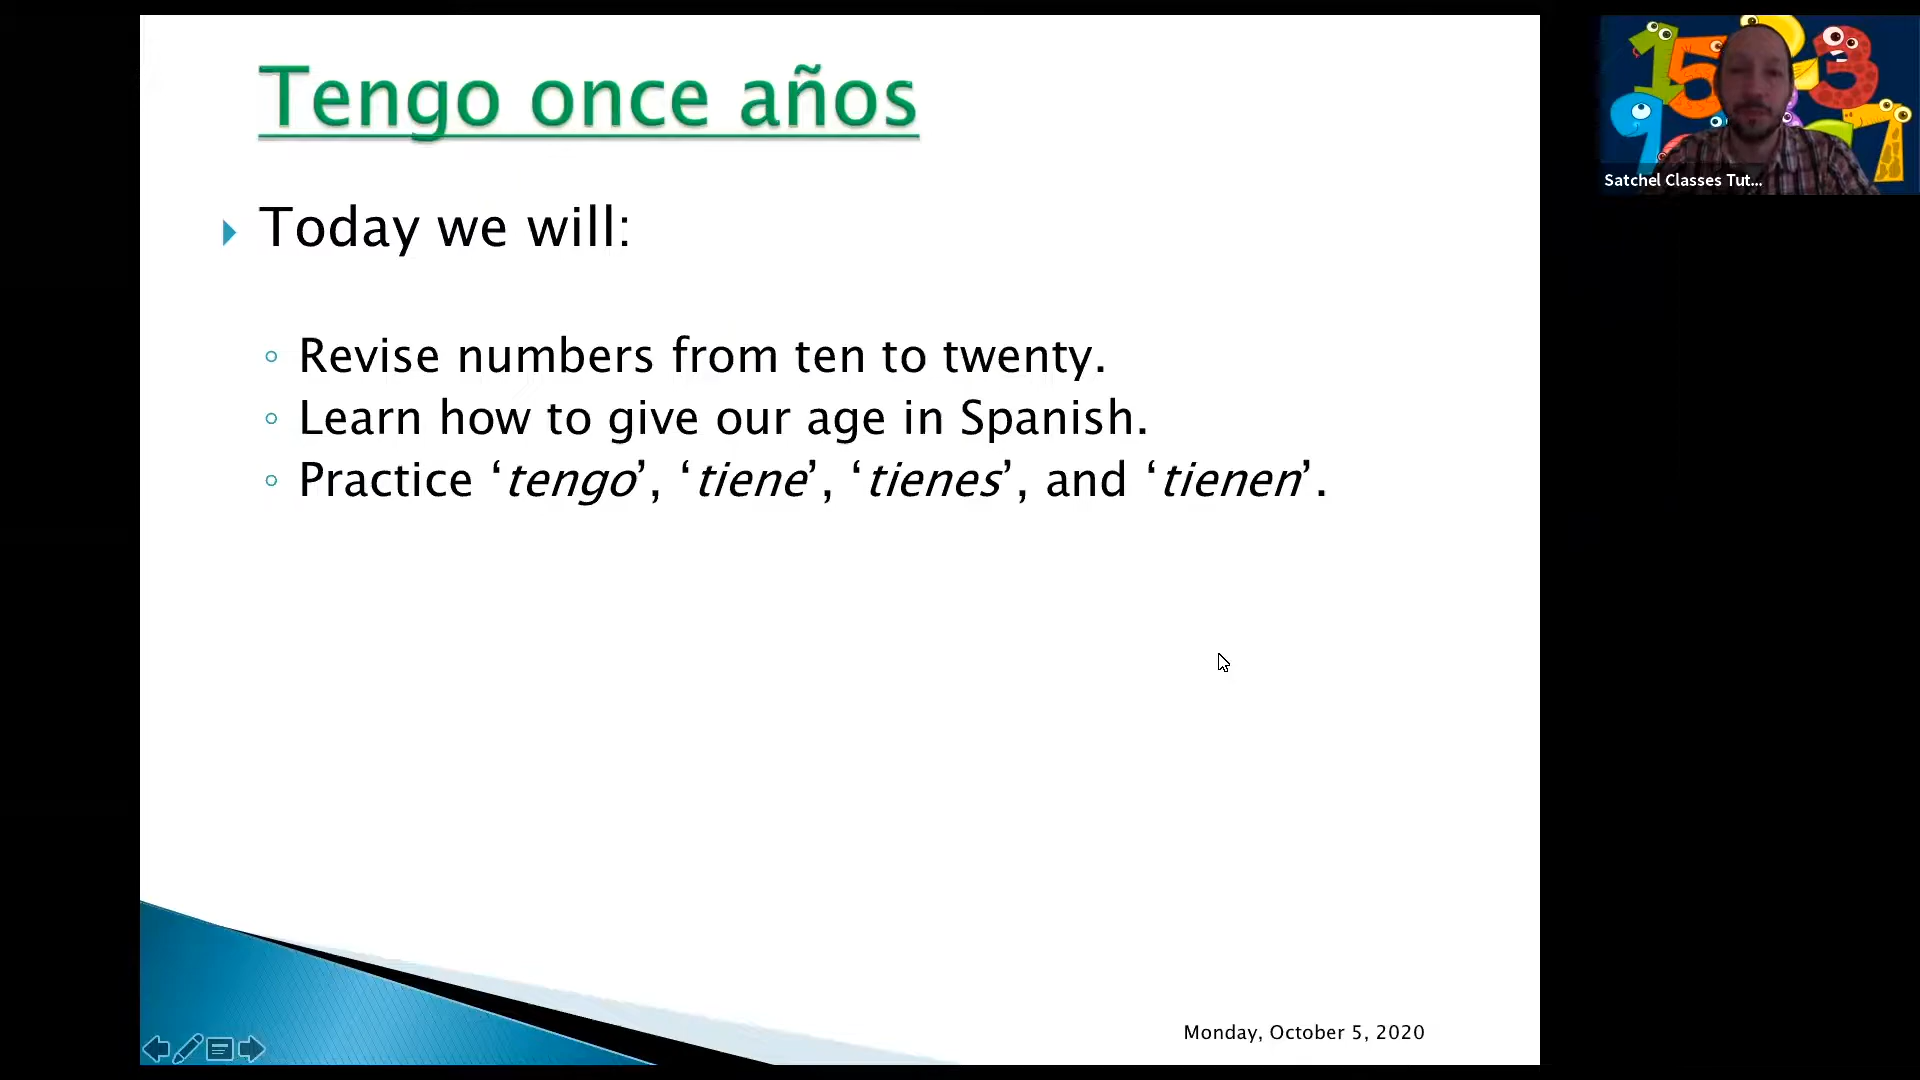 Tengo once años
Today we will:
Revise numbers from ten to twenty.
Learn how to give our age in Spanish.
Practice ‘tengo’, ‘tiene’, ‘tienes’, and ‘tienen’.
Monday, October 5, 2020
Satchel Classes Tut...